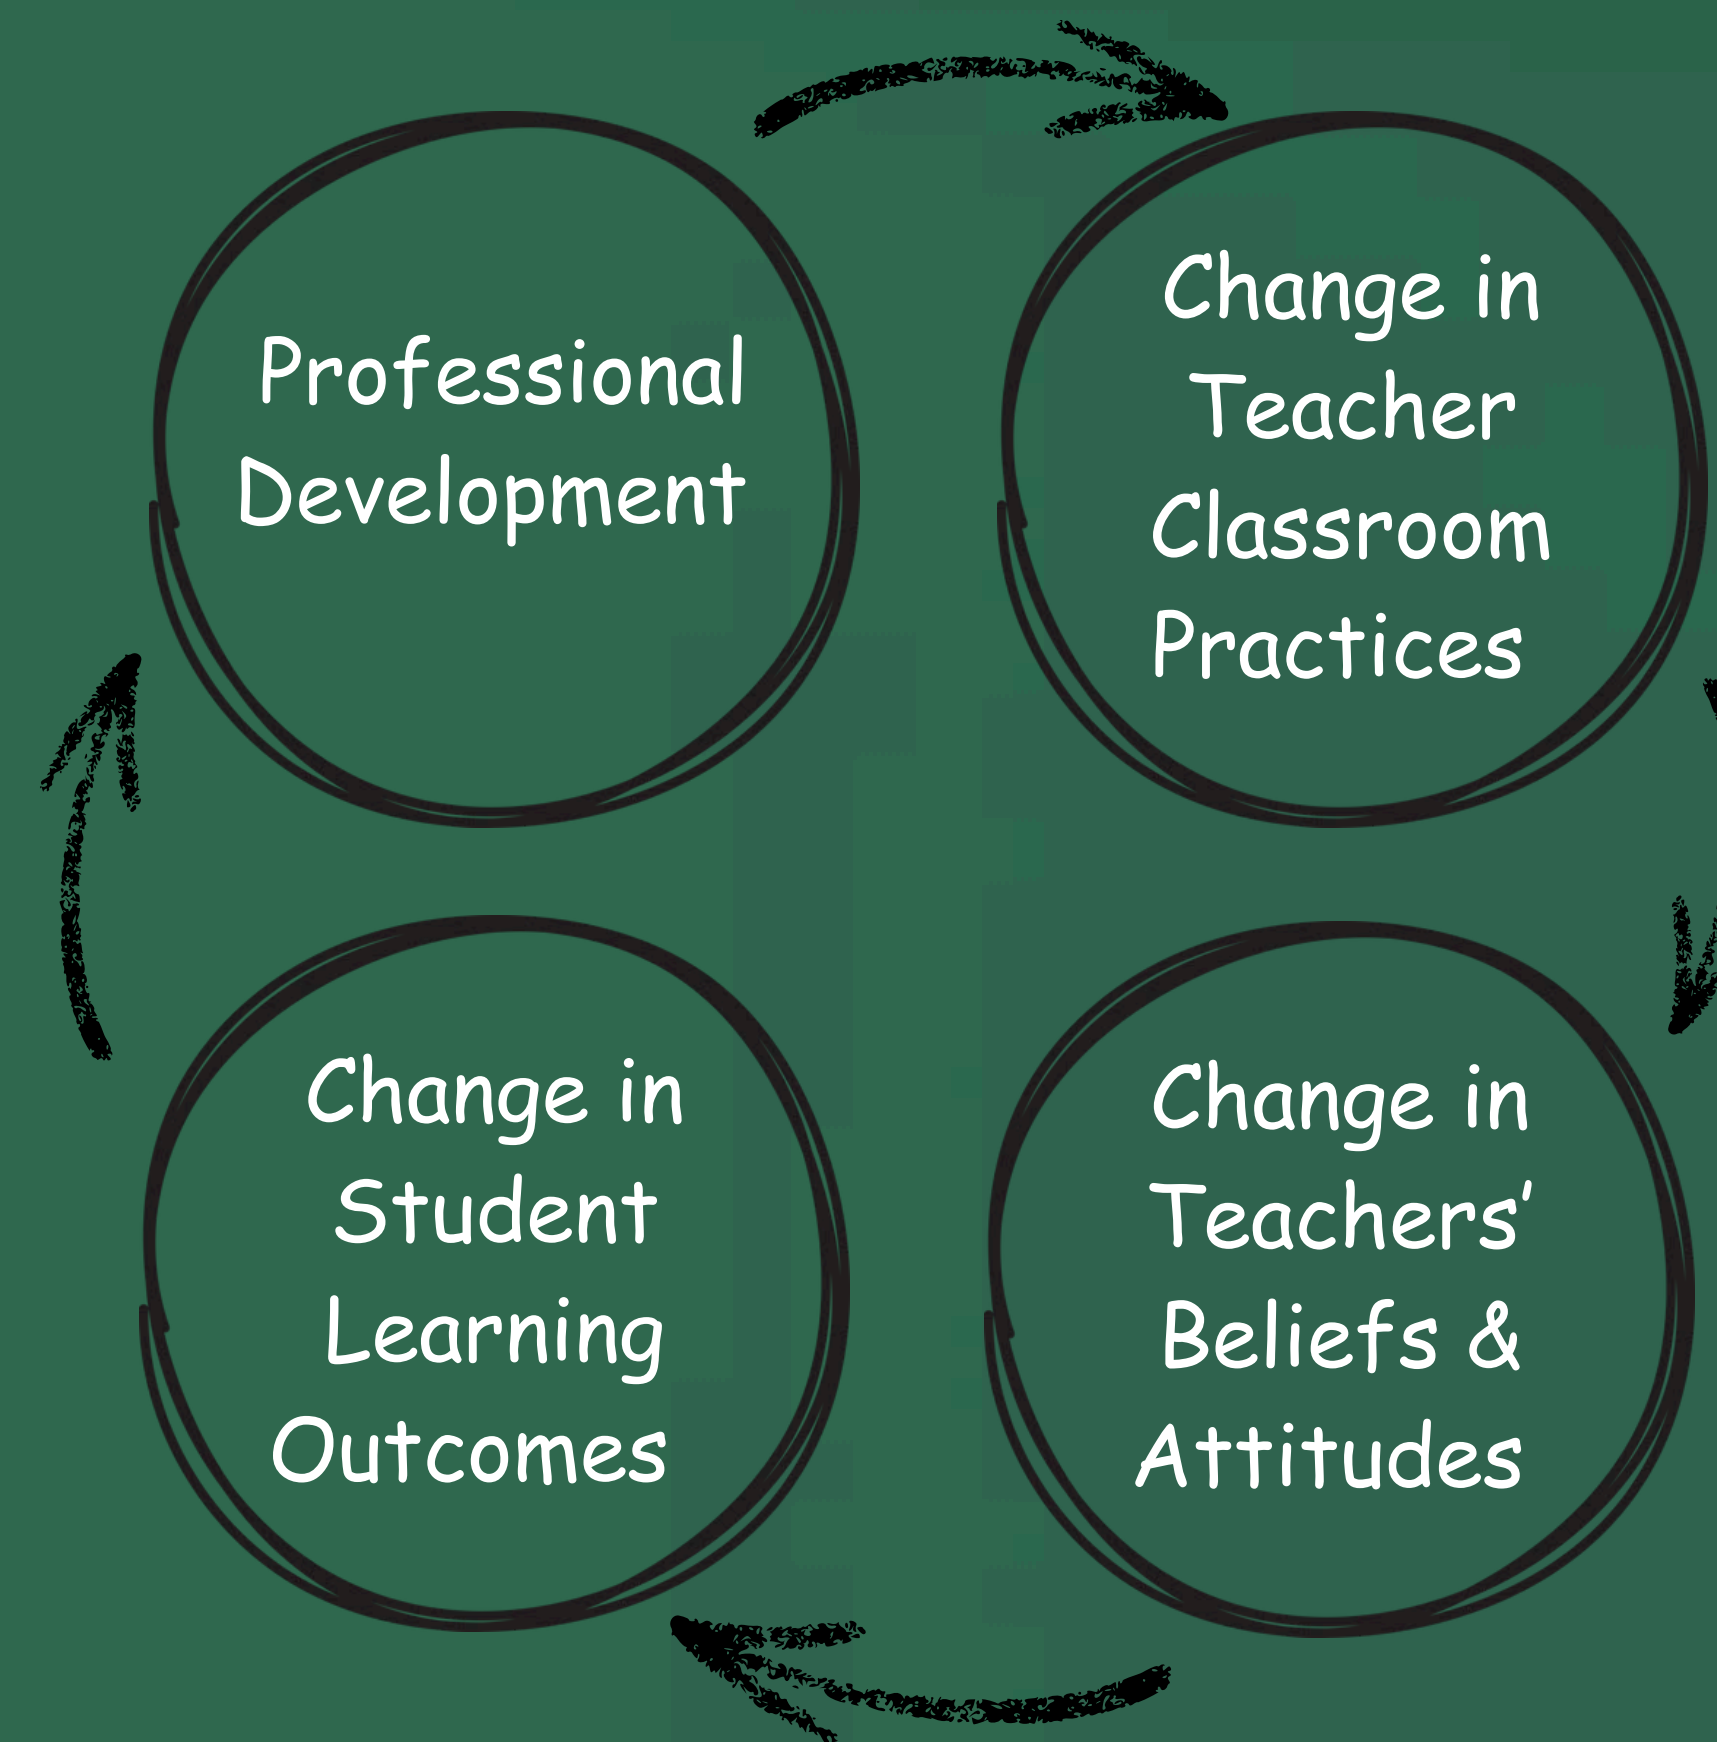 Professional
Development
Change in
Teacher
Classroom
Practices
Change in
Student
Learning
Outcomes
Change in
Teachers’
Beliefs &
Attitudes